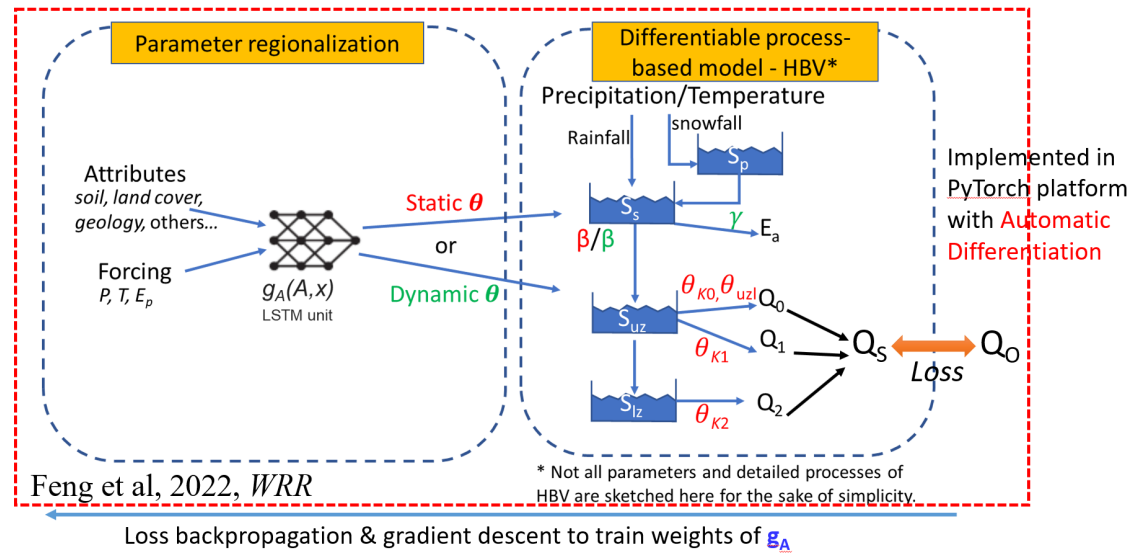 Parameter regionalization
Differentiable process-
based model - HBV*
Precipitation/Temperature
Rainfall
snowfall
Sp
Ss
β/β
γ
Ea
Attributes
soil, land cover,
geology, others...
Forcing
P, T, Ep
gA(A,x)
LSTM unit
Static θ
or
Dynamic θ
Suz
θK0,θuzl
Q0
θK1
Q1
Slz
θK2
Q2
QS
Loss
QO
Implemented in
PyTorch platform
with Automatic
Differentiation
* Not all parameters and detailed processes of
HBV are sketched here for the sake of simplicity.
Feng et al, 2022, WRR
Loss backpropagation & gradient descent to train weights of gA